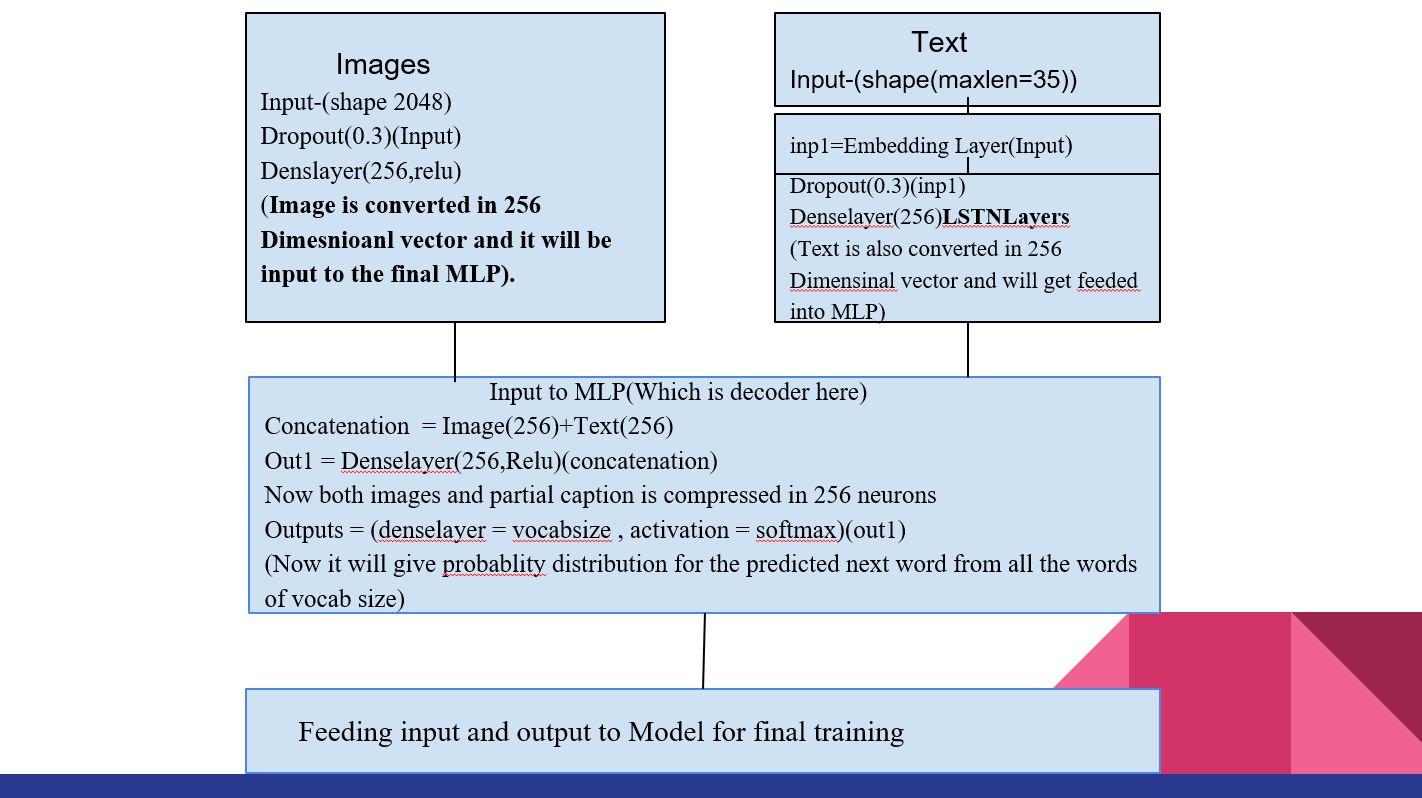 Images
Input-(shape 2048)
Dropout(0.3)(Input)
Denslayer(256,relu)
(Image is converted in 256
Dimesnioanl vector and it will be
input to the final MLP).
Text
Input-(shape(maxlen=35))
inp1=Embedding Layer(Input)
Dropout(0.3)(inp1)
Denselayer(256)LSTNLayers
(Text is also converted in 256
Dimensinal vector and will get feeded
into MLP)
Input to MLP(Which is decoder here)
Concatenation = Image(256)+Text(256)
Out1 = Denselayer(256,Relu)(concatenation)
Now both images and partial caption is compressed in 256 neurons
Outputs = (denselayer = vocabsize , activation = softmax)(out1)
(Now it will give probablity distribution for the predicted next word from all the words
of vocab size)
Feeding input and output to Model for final training